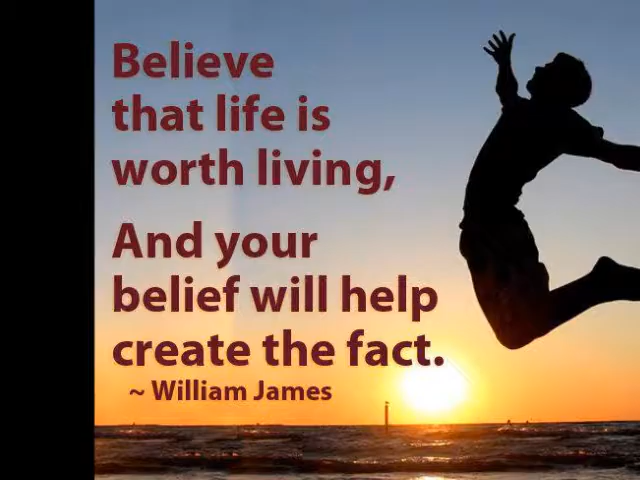 Believe
that life is
worth living,
And your
belief will help
create the fact.
~ William James